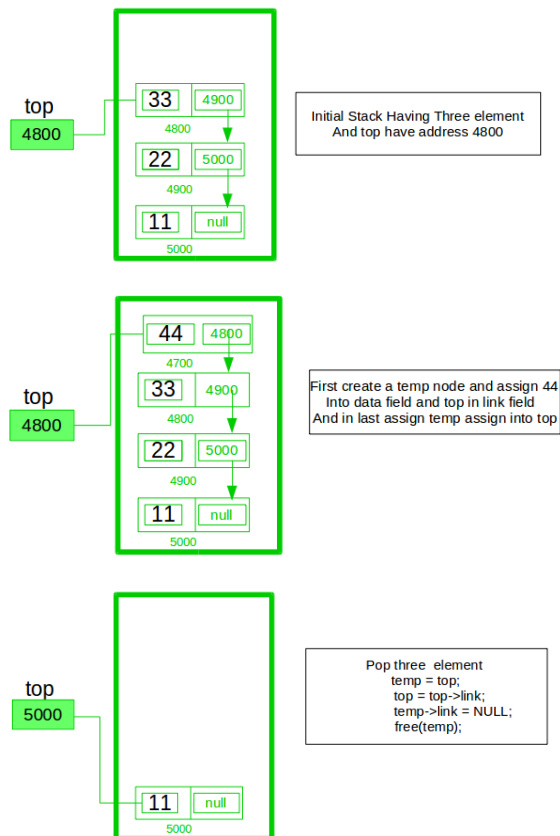 top
4800
33 4900
4800
22 5000
4900
11 null
5000
Initial Stack Having Three element
And top have address 4800
top
4800
44 4800
4700
33 4900
4800
22 5000
4900
11 null
5000
First create a temp node and assign 44
Into data field and top in link field
And in last assign temp assign into top
top
5000
11 null
5000
Pop three element
temp = top;
top = top->link;
temp->link = NULL;
free(temp);